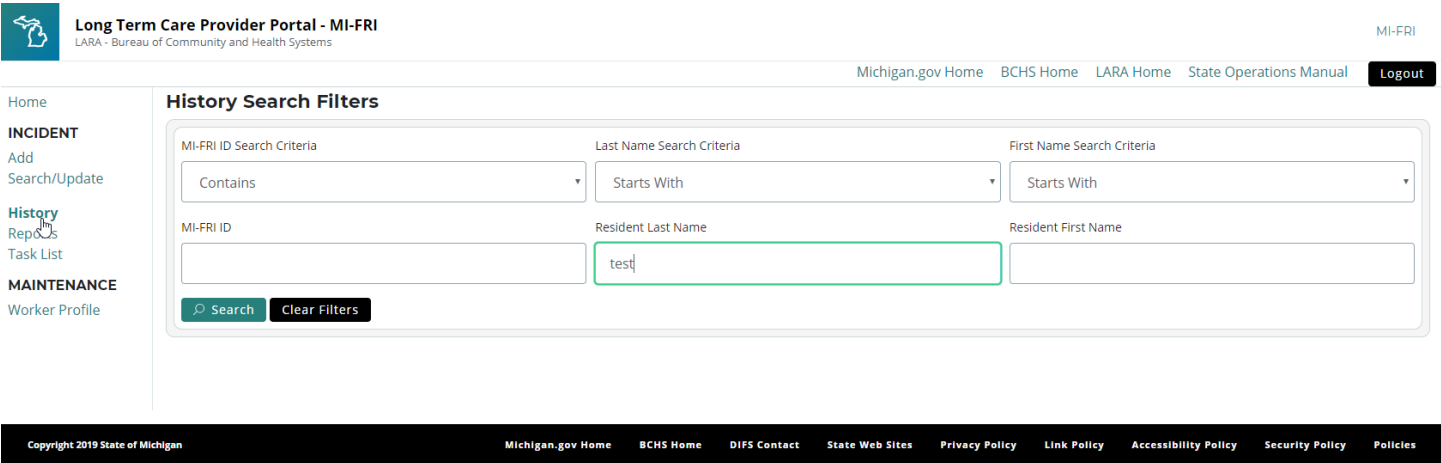 Long Term Care Provider Portal - MI-FRI
LARA - Bureau of Community and Health Systems
MI-FRI
Michigan.gov Home BCHS Home LARA Home State Operations Manual Logout
Home
INCIDENT
Add
Search/Update
History
Reports
Task List
MAINTENANCE
Worker Profile
History Search Filters
MI-FRI ID Search Criteria Last Name Search Criteria First Name Search Criteria
Contains Starts With Starts With
MI-FRI ID Resident Last Name Resident First Name
test
Search Clear Filters
Copyright 2019 State of Michigan Michigan.gov Home BCHS Home DIFS Contact State Web Sites Privacy Policy Link Policy Accessibility Policy Security Policy Policies